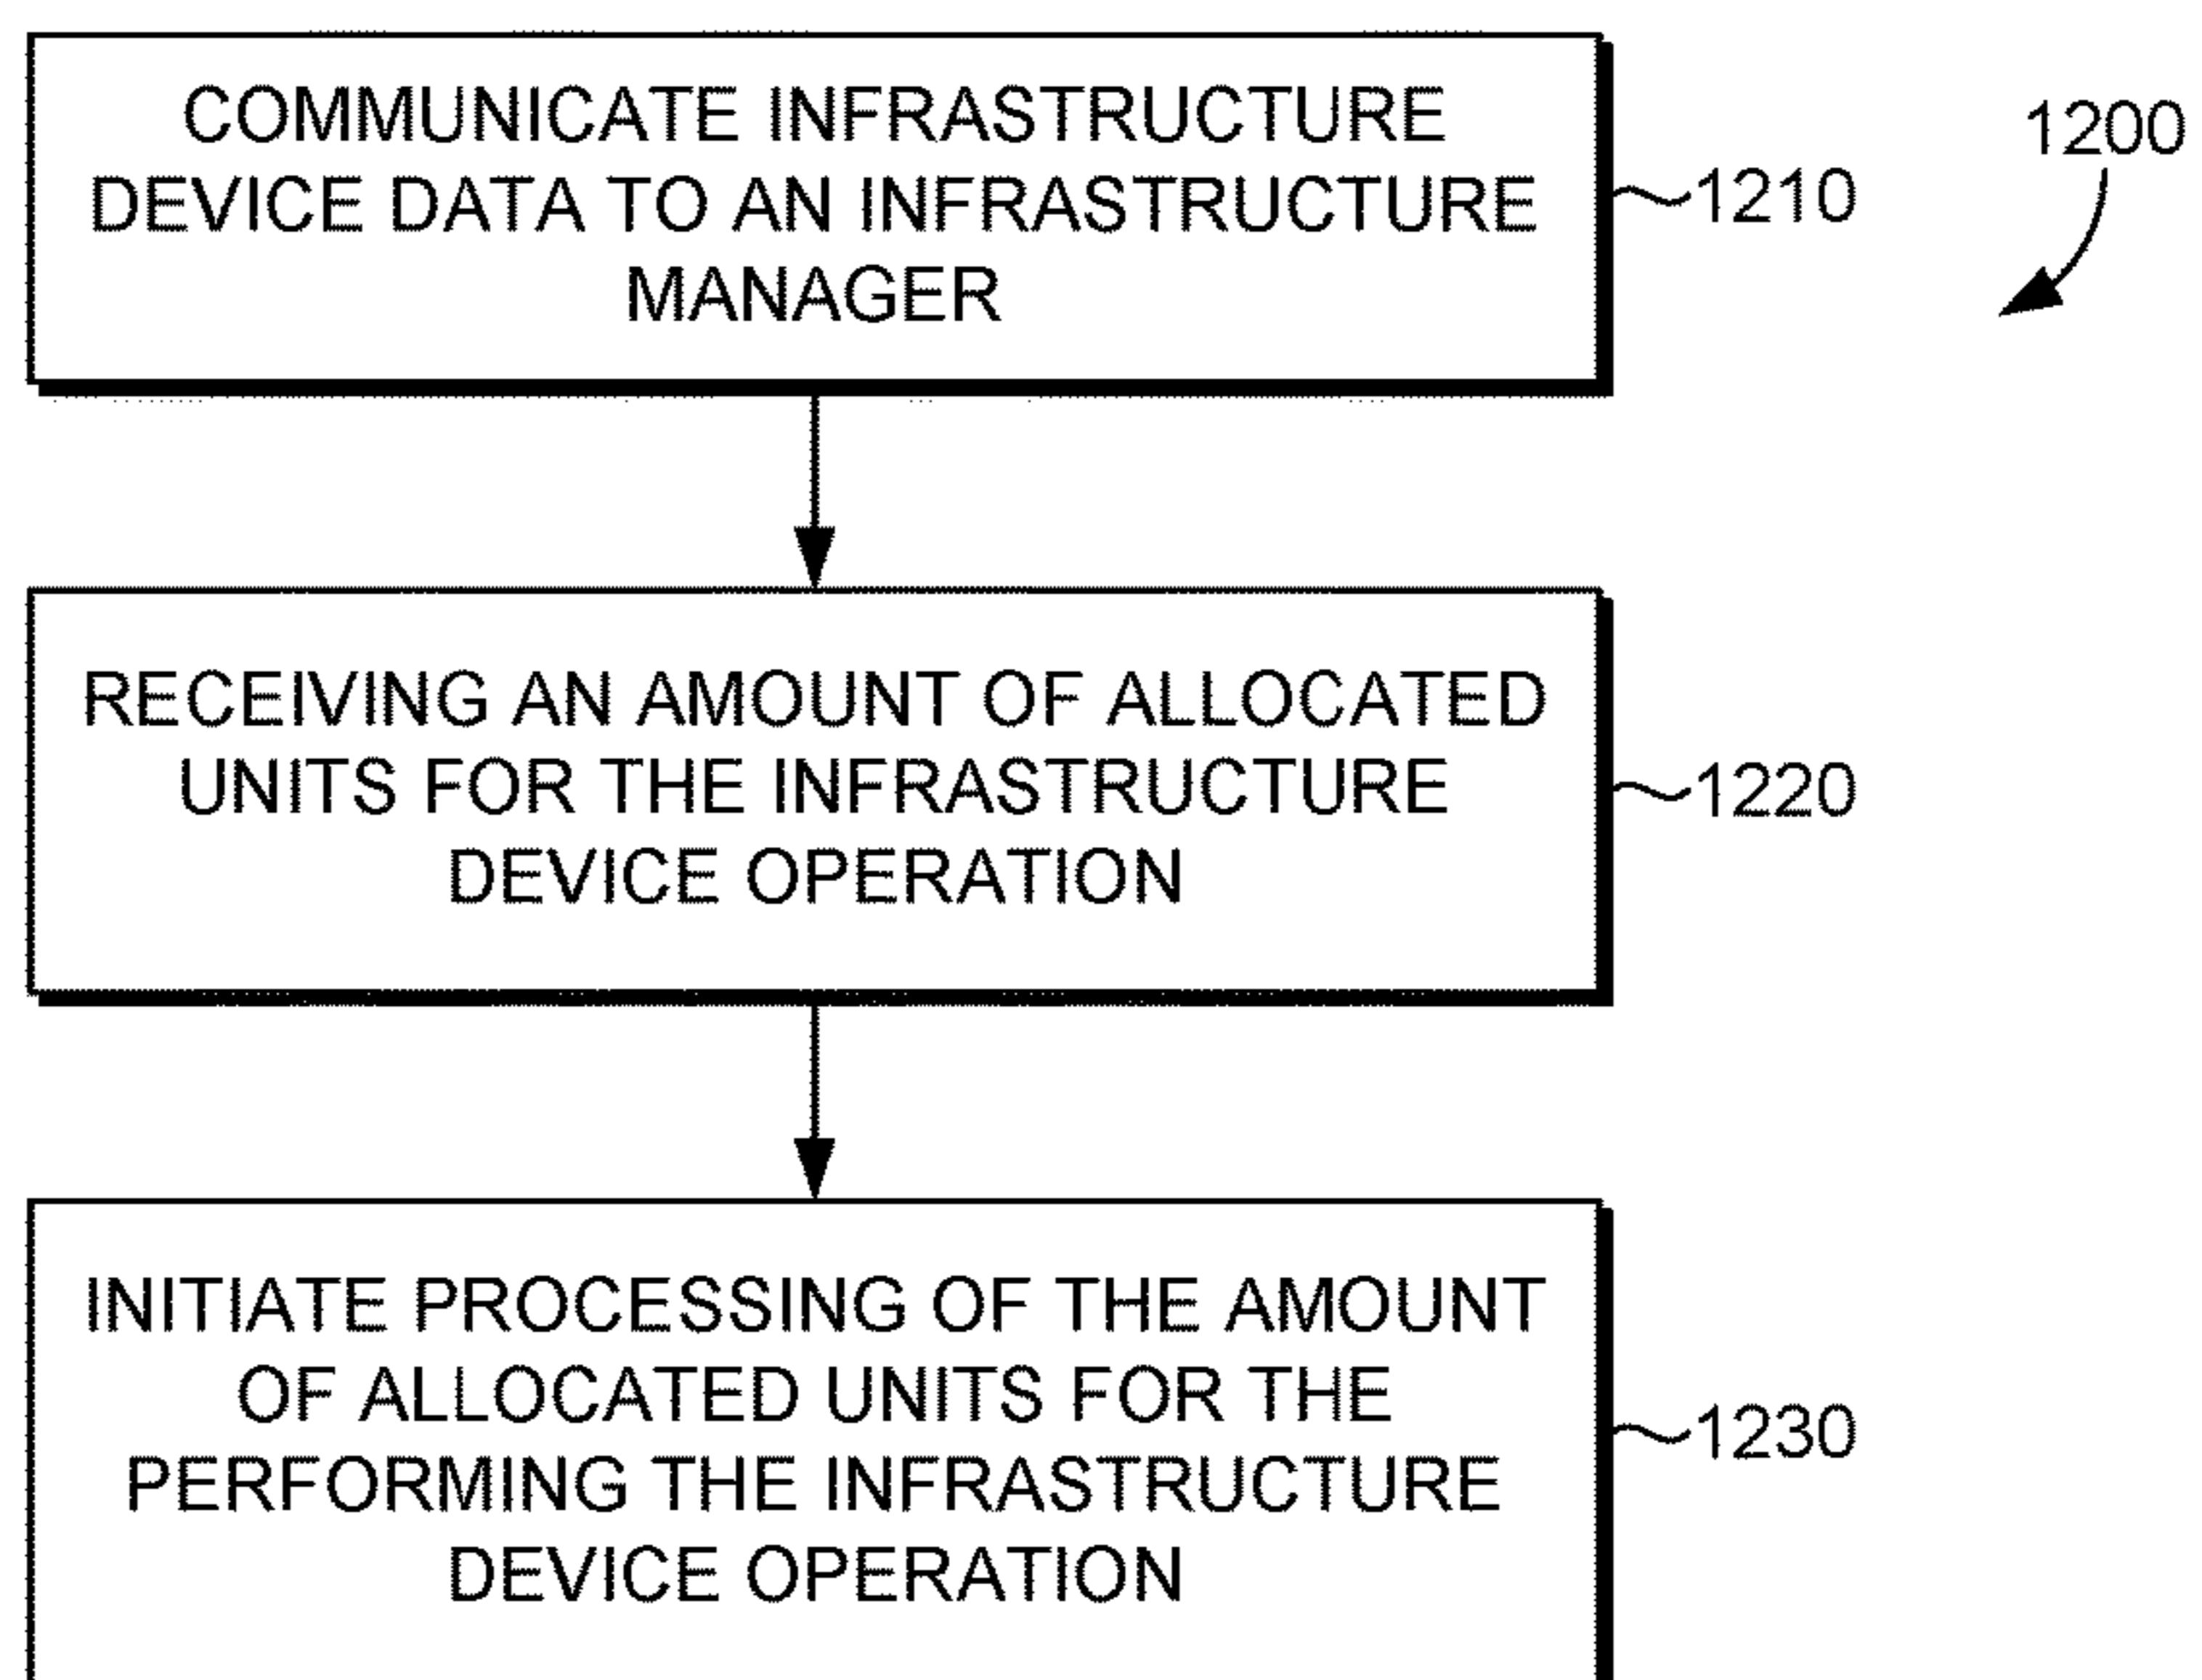 COMMUNICATE INFRASTRUCTURE
DEVICE DATA TO AN INFRASTRUCTURE
MANAGER
1210
1200
RECEIVING AN AMOUNT OF ALLOCATED
UNITS FOR THE INFRASTRUCTURE
DEVICE OPERATION
1220
INITIATE PROCESSING OF THE AMOUNT
OF ALLOCATED UNITS FOR THE
PERFORMING THE INFRASTRUCTURE
DEVICE OPERATION
1230